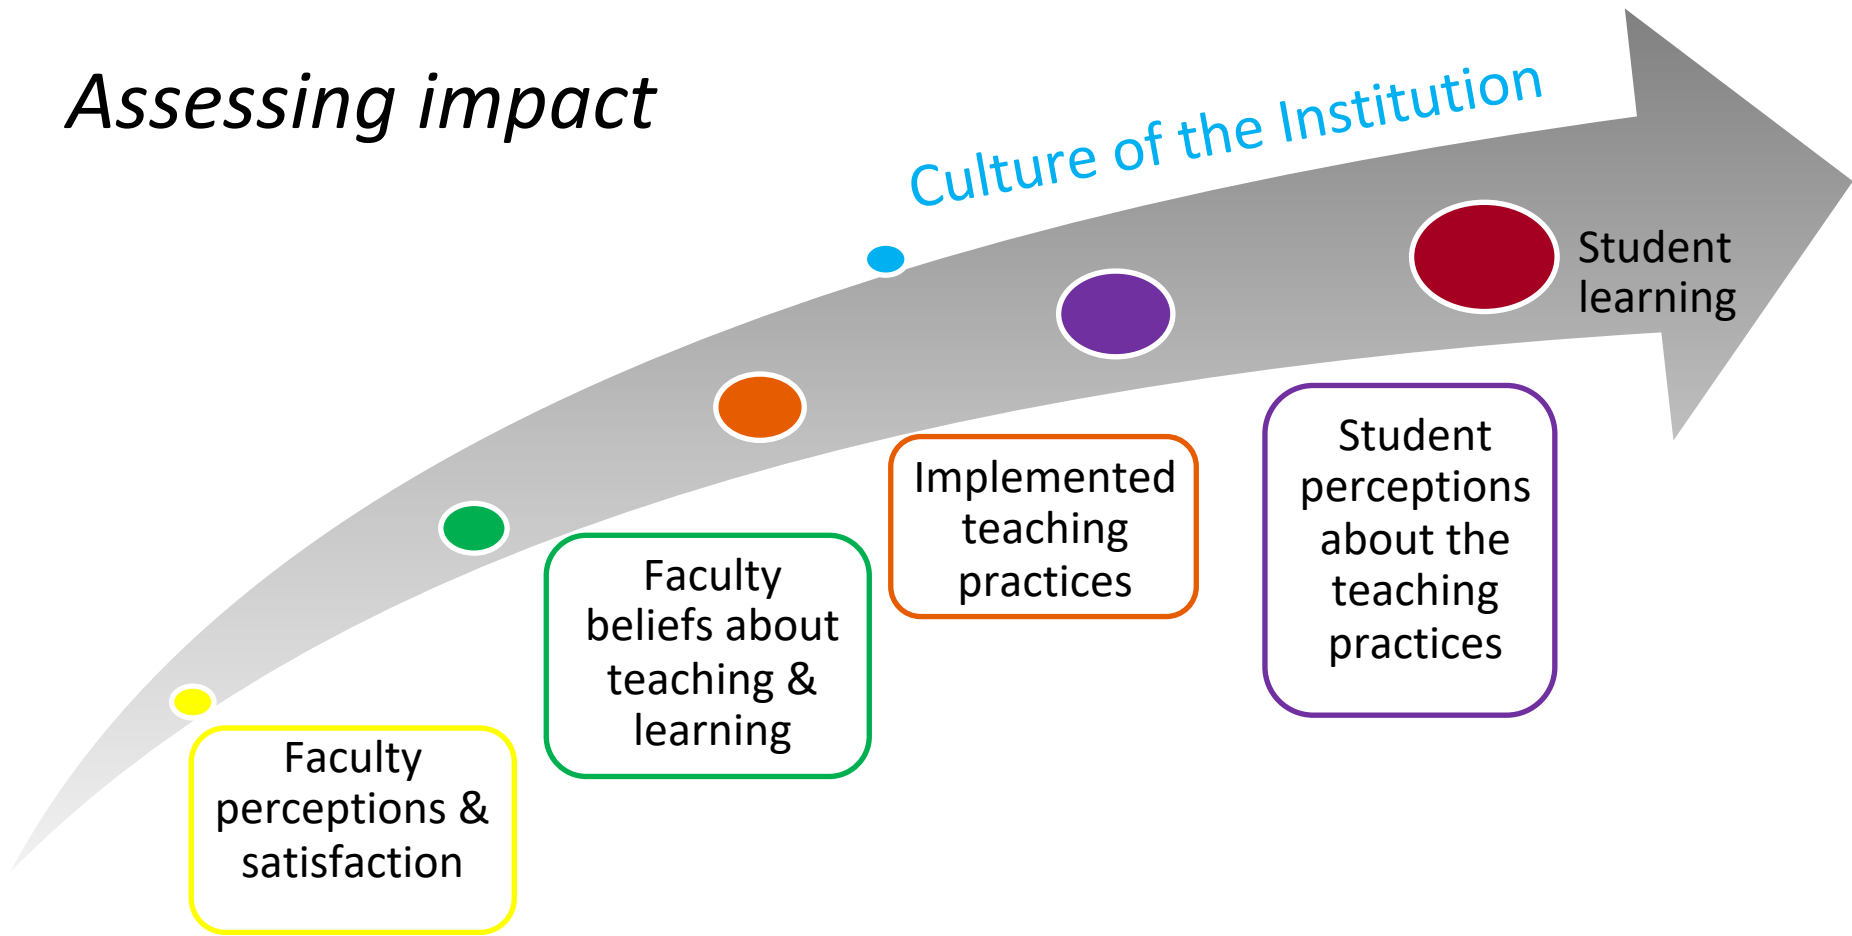 Assessing impact
Culture of the Institution
Student
learning
Student
perceptions
about the
teaching
practices
Implemented
teaching
practices
Faculty
beliefs about
teaching &
learning
Faculty
perceptions &
satisfaction